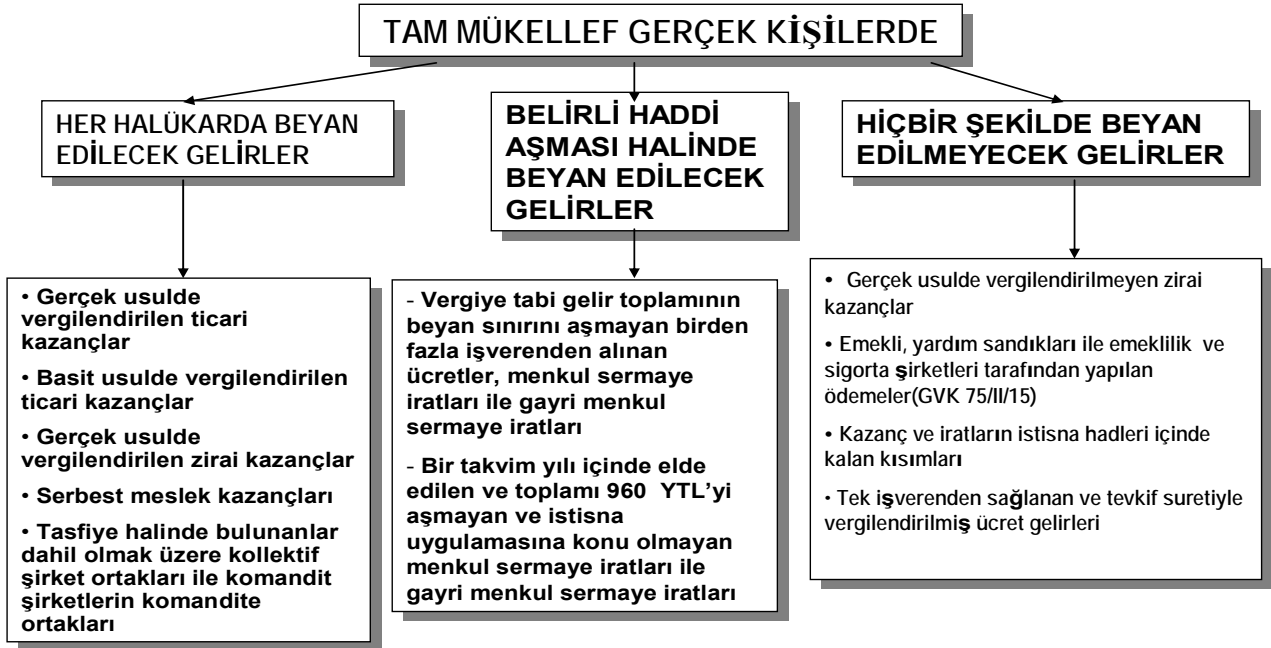 TAM MÜKELLEF GERÇEK KİŞİLERDE
HER HALÜKARDA BEYAN
EDİLECEK GELİRLER
• Gerçek usulde
vergilendirilen ticari
kazançlar
• Basit usulde vergilendirilen
ticari kazançlar
• Gerçek usulde
vergilendirilen zirai kazançlar
• Serbest meslek kazançları
• Tasfiye halinde bulunanlar
dahil olmak üzere kollektif
şirket ortakları ile komandit
şirketlerin komandite
ortakları
BELİRLİ HADDİ
AŞMASI HALİNDE
BEYAN EDİLECEK
GELİRLER
- Vergiye tabi gelir toplamının
beyan sınırını aşmayan birden
fazla işverenden alınan
ücretler, menkul sermaye
iratları ile gayri menkul
sermaye iratları
- Bir takvim yılı içinde elde
edilen ve toplamı 960 YTL'yi
aşmayan ve istisna
uygulamasına konu olmayan
menkul sermaye iratları ile
gayri menkul sermaye iratları
HİÇBİR ŞEKİLDE BEYAN
EDİLMEYECEK GELİRLER
• Gerçek usulde vergilendirilmeyen zirai
kazançlar
• Emekli, yardım sandıkları ile emeklilik ve
sigorta şirketleri tarafından yapılan
ödemeler(GVK 75/II/15)
• Kazanç ve iratların istisna hadleri içinde
kalan kısımları
• Tek işverenden sağlanan ve tevkif suretiyle
vergilendirilmiş ücret gelirleri